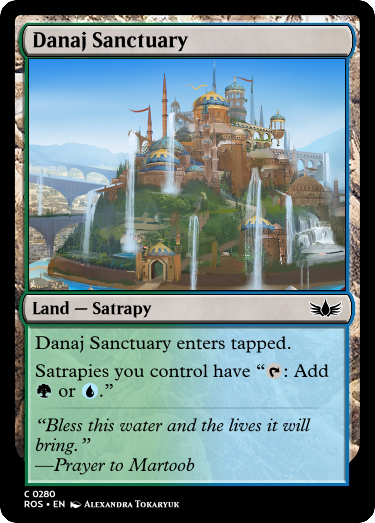 Danaj Sanctuary
Land — Satrapy
Danaj Sanctuary enters tapped.
Satrapies you control have “: Add
or .”
“Bless this water and the lives it will
bring.”
—Prayer to Martoob
C 0280
ROS • EN Alexandra Tokaryuk